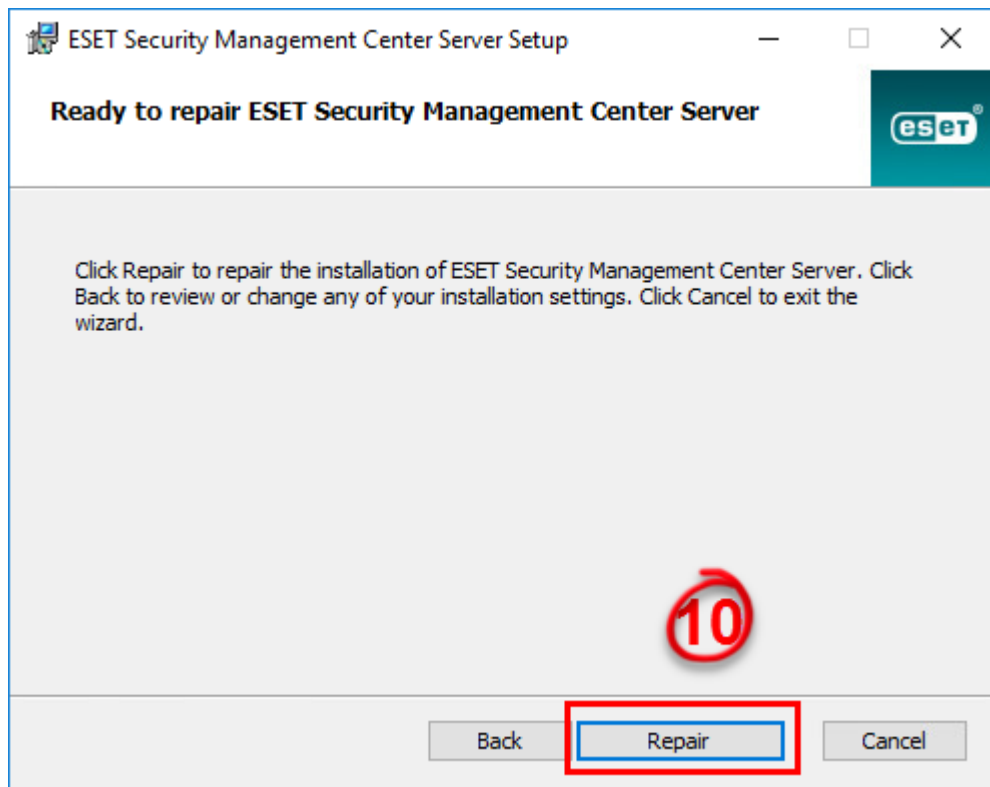 ESET Security Management Center Server Setup
Ready to repair ESET Security Management Center Server
eset®
Click Repair to repair the installation of ESET Security Management Center Server. Click
Back to review or change any of your installation settings. Click Cancel to exit the
wizard.
10
Back Repair Cancel